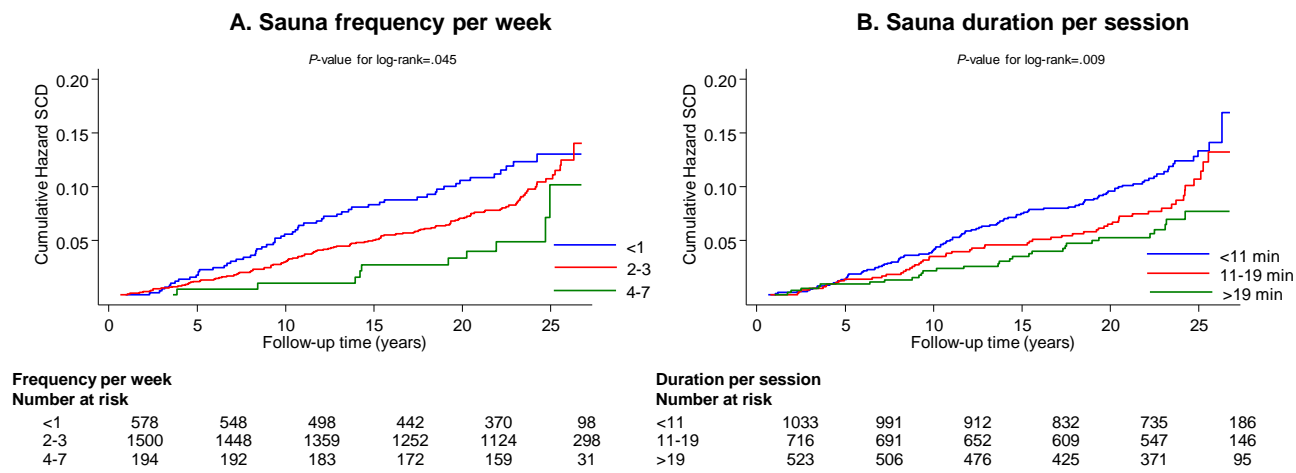 A. Sauna frequency per week
P-value for log-rank=.045
Cumulative Hazard SCD
0.20
0.15
0.10
0.05
<1
2-3
4-7
0 5 10 15 20 25
Follow-up time (years)
Frequency per week
Number at risk
<1 578 548 498 442 370 98
2-3 1500 1448 1359 1252 1124 298
4-7 194 192 183 172 159 31
B. Sauna duration per session
P-value for log-rank=.009
Cumulative Hazard SCD
0.20
0.15
0.10
0.05
<11 min
11-19 min
>19 min
0 5 10 15 20 25
Follow-up time (years)
Duration per session
Number at risk
<11 1033 991 912 832 735 186
11-19 716 691 652 609 547 146
>19 523 506 476 425 371 95